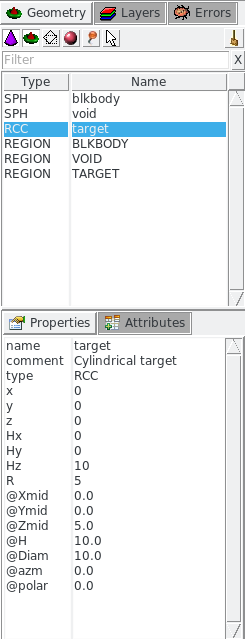 Geometry Layers Errors
Filter X
Type Name
SPH blkbody
SPH void
RCC target
REGION BLKBODY
REGION VOID
REGION TARGET
Properties Attributes
name target
comment Cylindrical target
type RCC
x 0
y 0
z 0
Hx 0
Hy 0
Hz 10
R 5
@Xmid 0.0
@Ymid 0.0
@Zmid 5.0
@H 10.0
@Diam 10.0
@azm 0.0
@polar 0.0